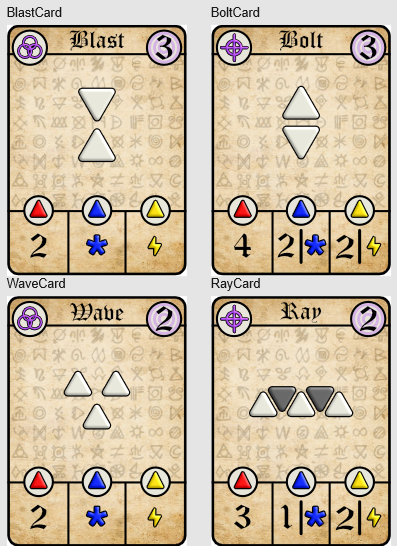 BlastCard
BoltCard
Blast 3
Bolt 3
2
4 2| 2|
WaveCard
RayCard
Wave 2
Ray 2
2
3 1| 2|